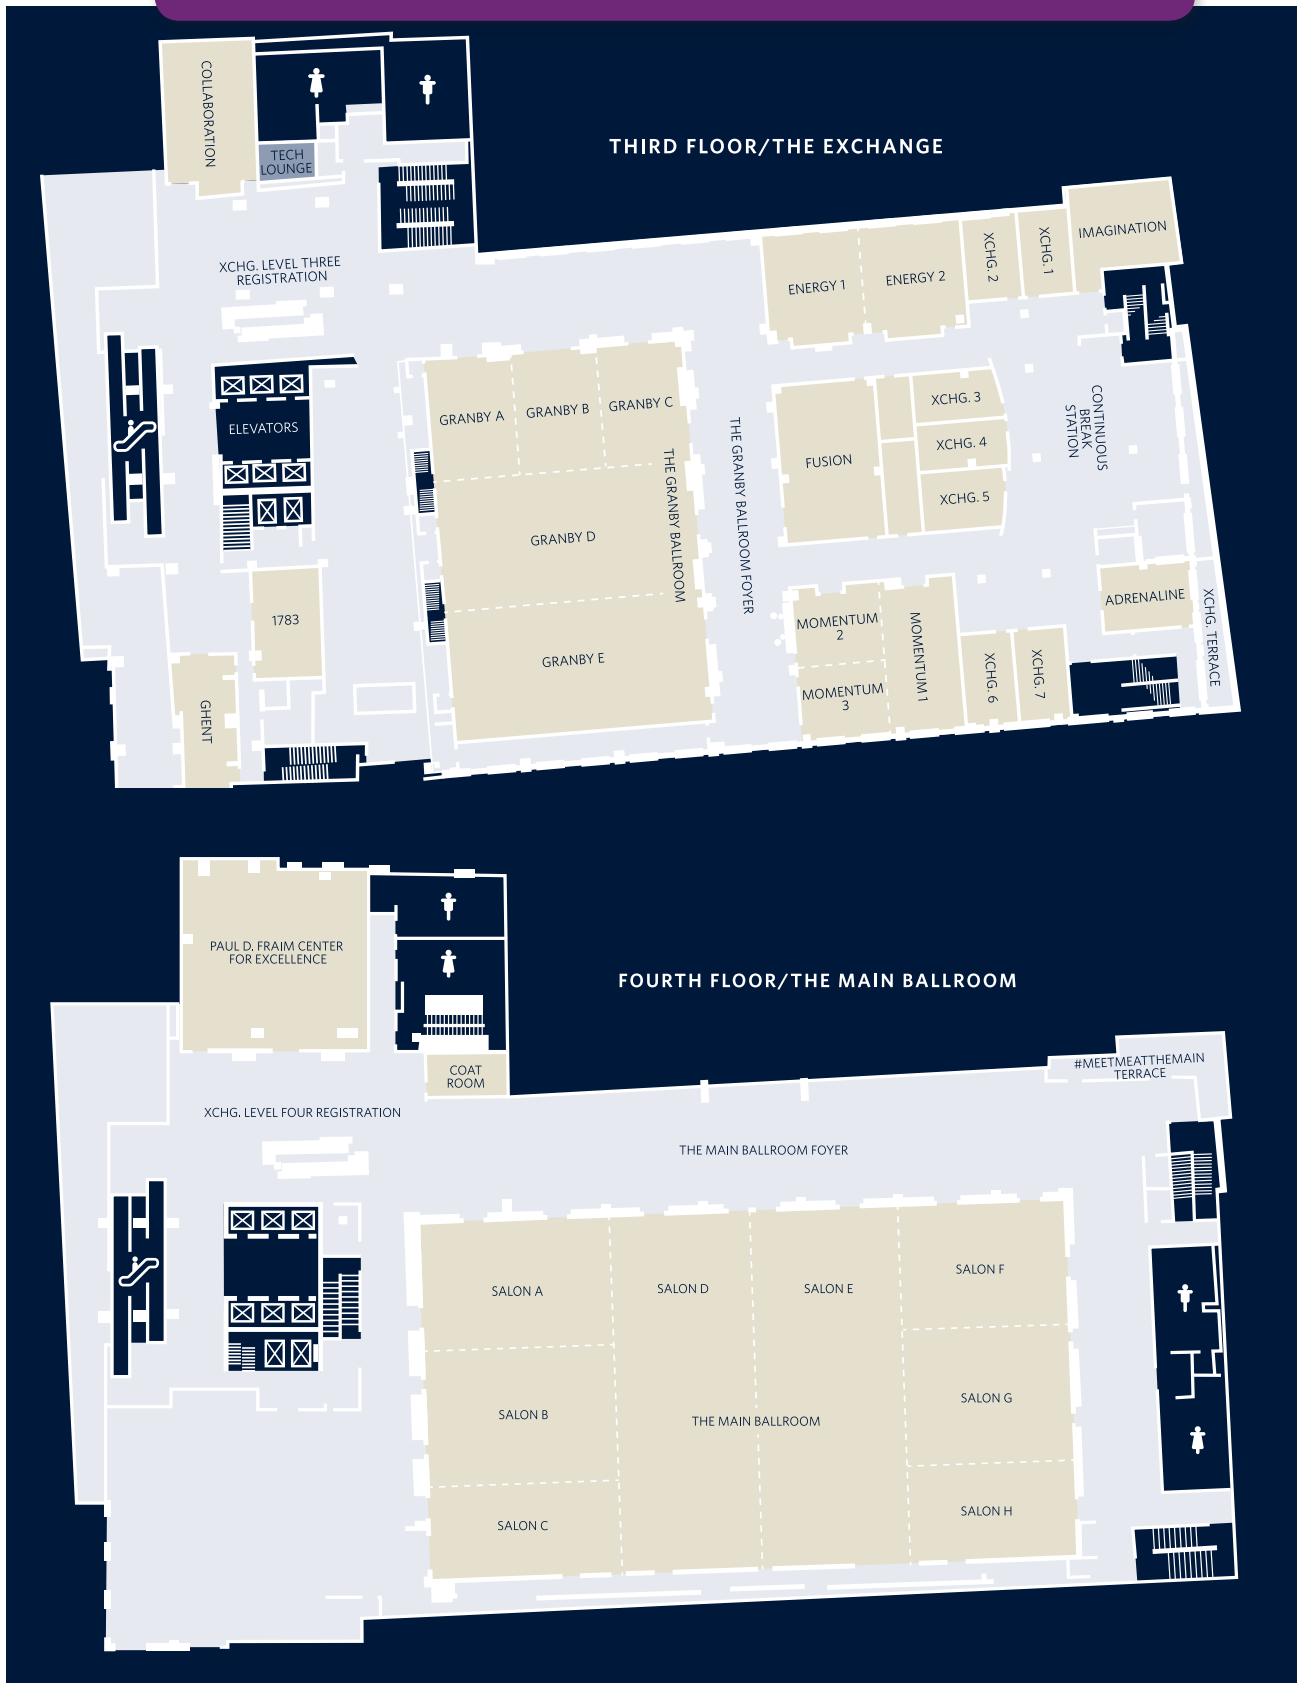 COLLABORATION
TECH
LOUNGE
THIRD FLOOR/THE EXCHANGE
XCHG. LEVEL THREE
REGISTRATION
ENERGY 1
ENERGY 2
XCHG. 2
XCHG. 1
IMAGINATION
ELEVATORS
GRANBY A
GRANBY B
GRANBY C
GRANBY D
GRANBY E
THE GRANBY BALLROOM
THE GRANBY BALLROOM FOYER
FUSION
XCHG. 3
XCHG. 4
XCHG. 5
CONTINUOUS
BREAK
STATION
1783
GHENT
MOMENTUM
2
MOMENTUM
3
MOMENTUM 1
XCHG. 6
XCHG. 7
ADRENALINE
XCHG. TERRACE
PAUL D. FRAIM CENTER
FOR EXCELLENCE
FOURTH FLOOR/THE MAIN BALLROOM
COAT
ROOM
#MEETMEATTHEMAIN
TERRACE
XCHG. LEVEL FOUR REGISTRATION
THE MAIN BALLROOM FOYER
SALON A
SALON D
SALON E
SALON F
SALON B
THE MAIN BALLROOM
SALON G
SALON C
SALON H